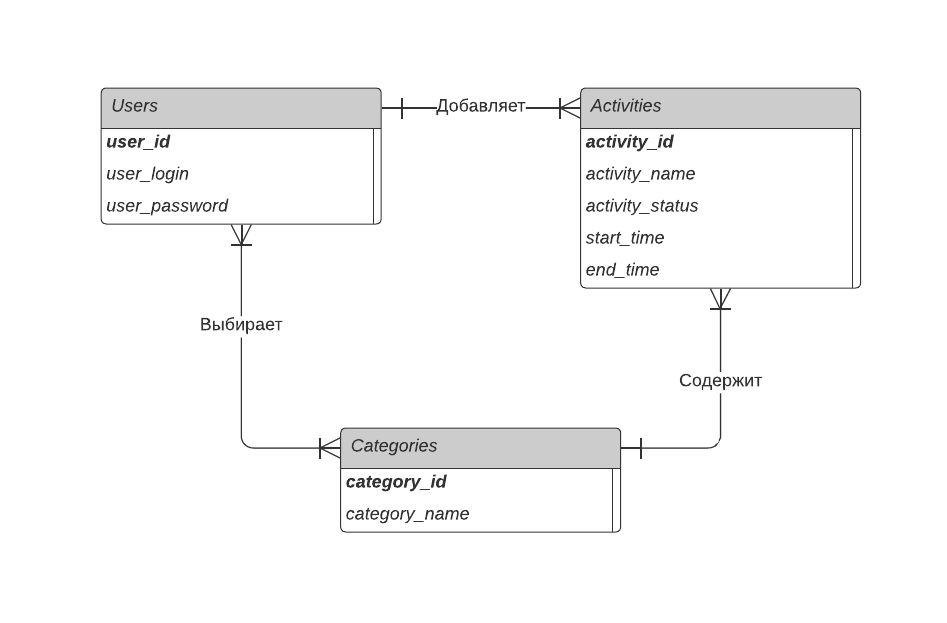 Users
user_id
user_login
user_password
Добавляет
Activities
activity_id
activity_name
activity_status
start_time
end_time
Выбирает
Содержит
Categories
category_id
category_name